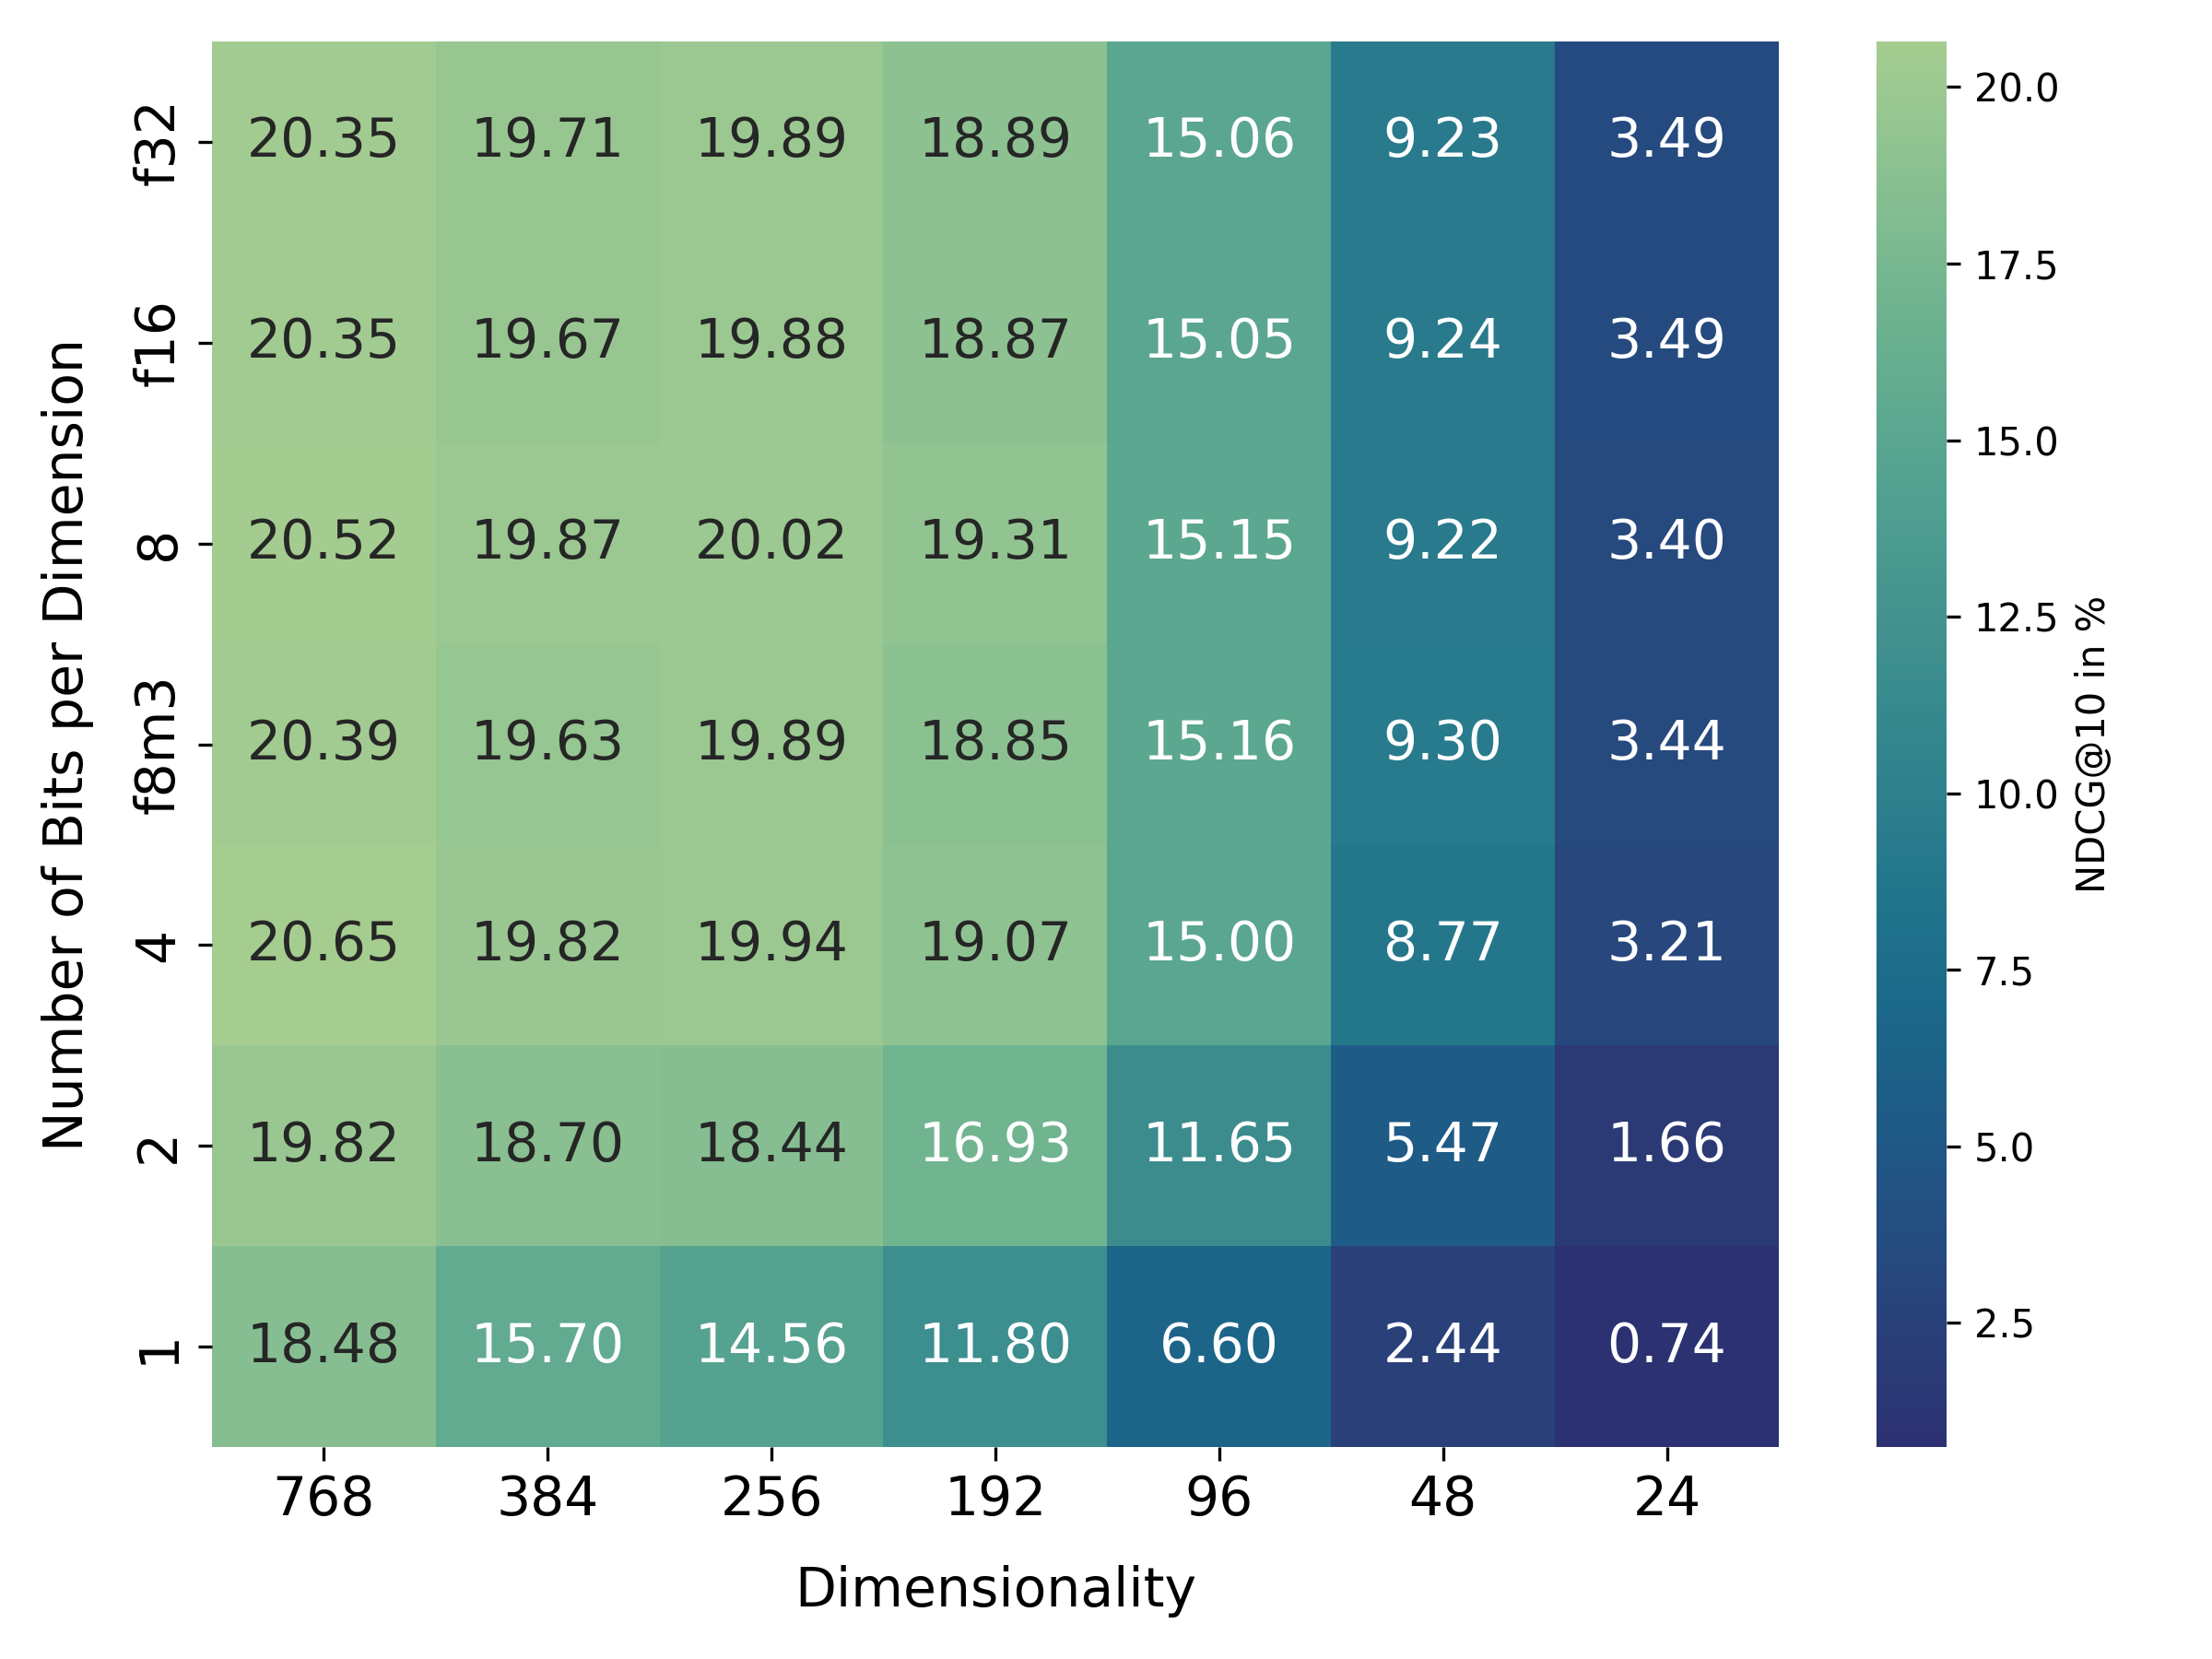 Number of Bits per Dimension
f32 20.35 19.71 19.89 18.89 15.06 9.23 3.49
f16 20.35 19.67 19.88 18.87 15.05 9.24 3.49
8 20.52 19.87 20.02 19.31 15.15 9.22 3.40
f8m3 20.39 19.63 19.89 18.85 15.16 9.30 3.44
4 20.65 19.82 19.94 19.07 15.00 8.77 3.21
2 19.82 18.70 18.44 16.93 11.65 5.47 1.66
1 18.48 15.70 14.56 11.80 6.60 2.44 0.74
768 384 256 192 96 48 24
Dimensionality
20.0
17.5
15.0
12.5
10.0
7.5
5.0
2.5
NDCG@10 in %